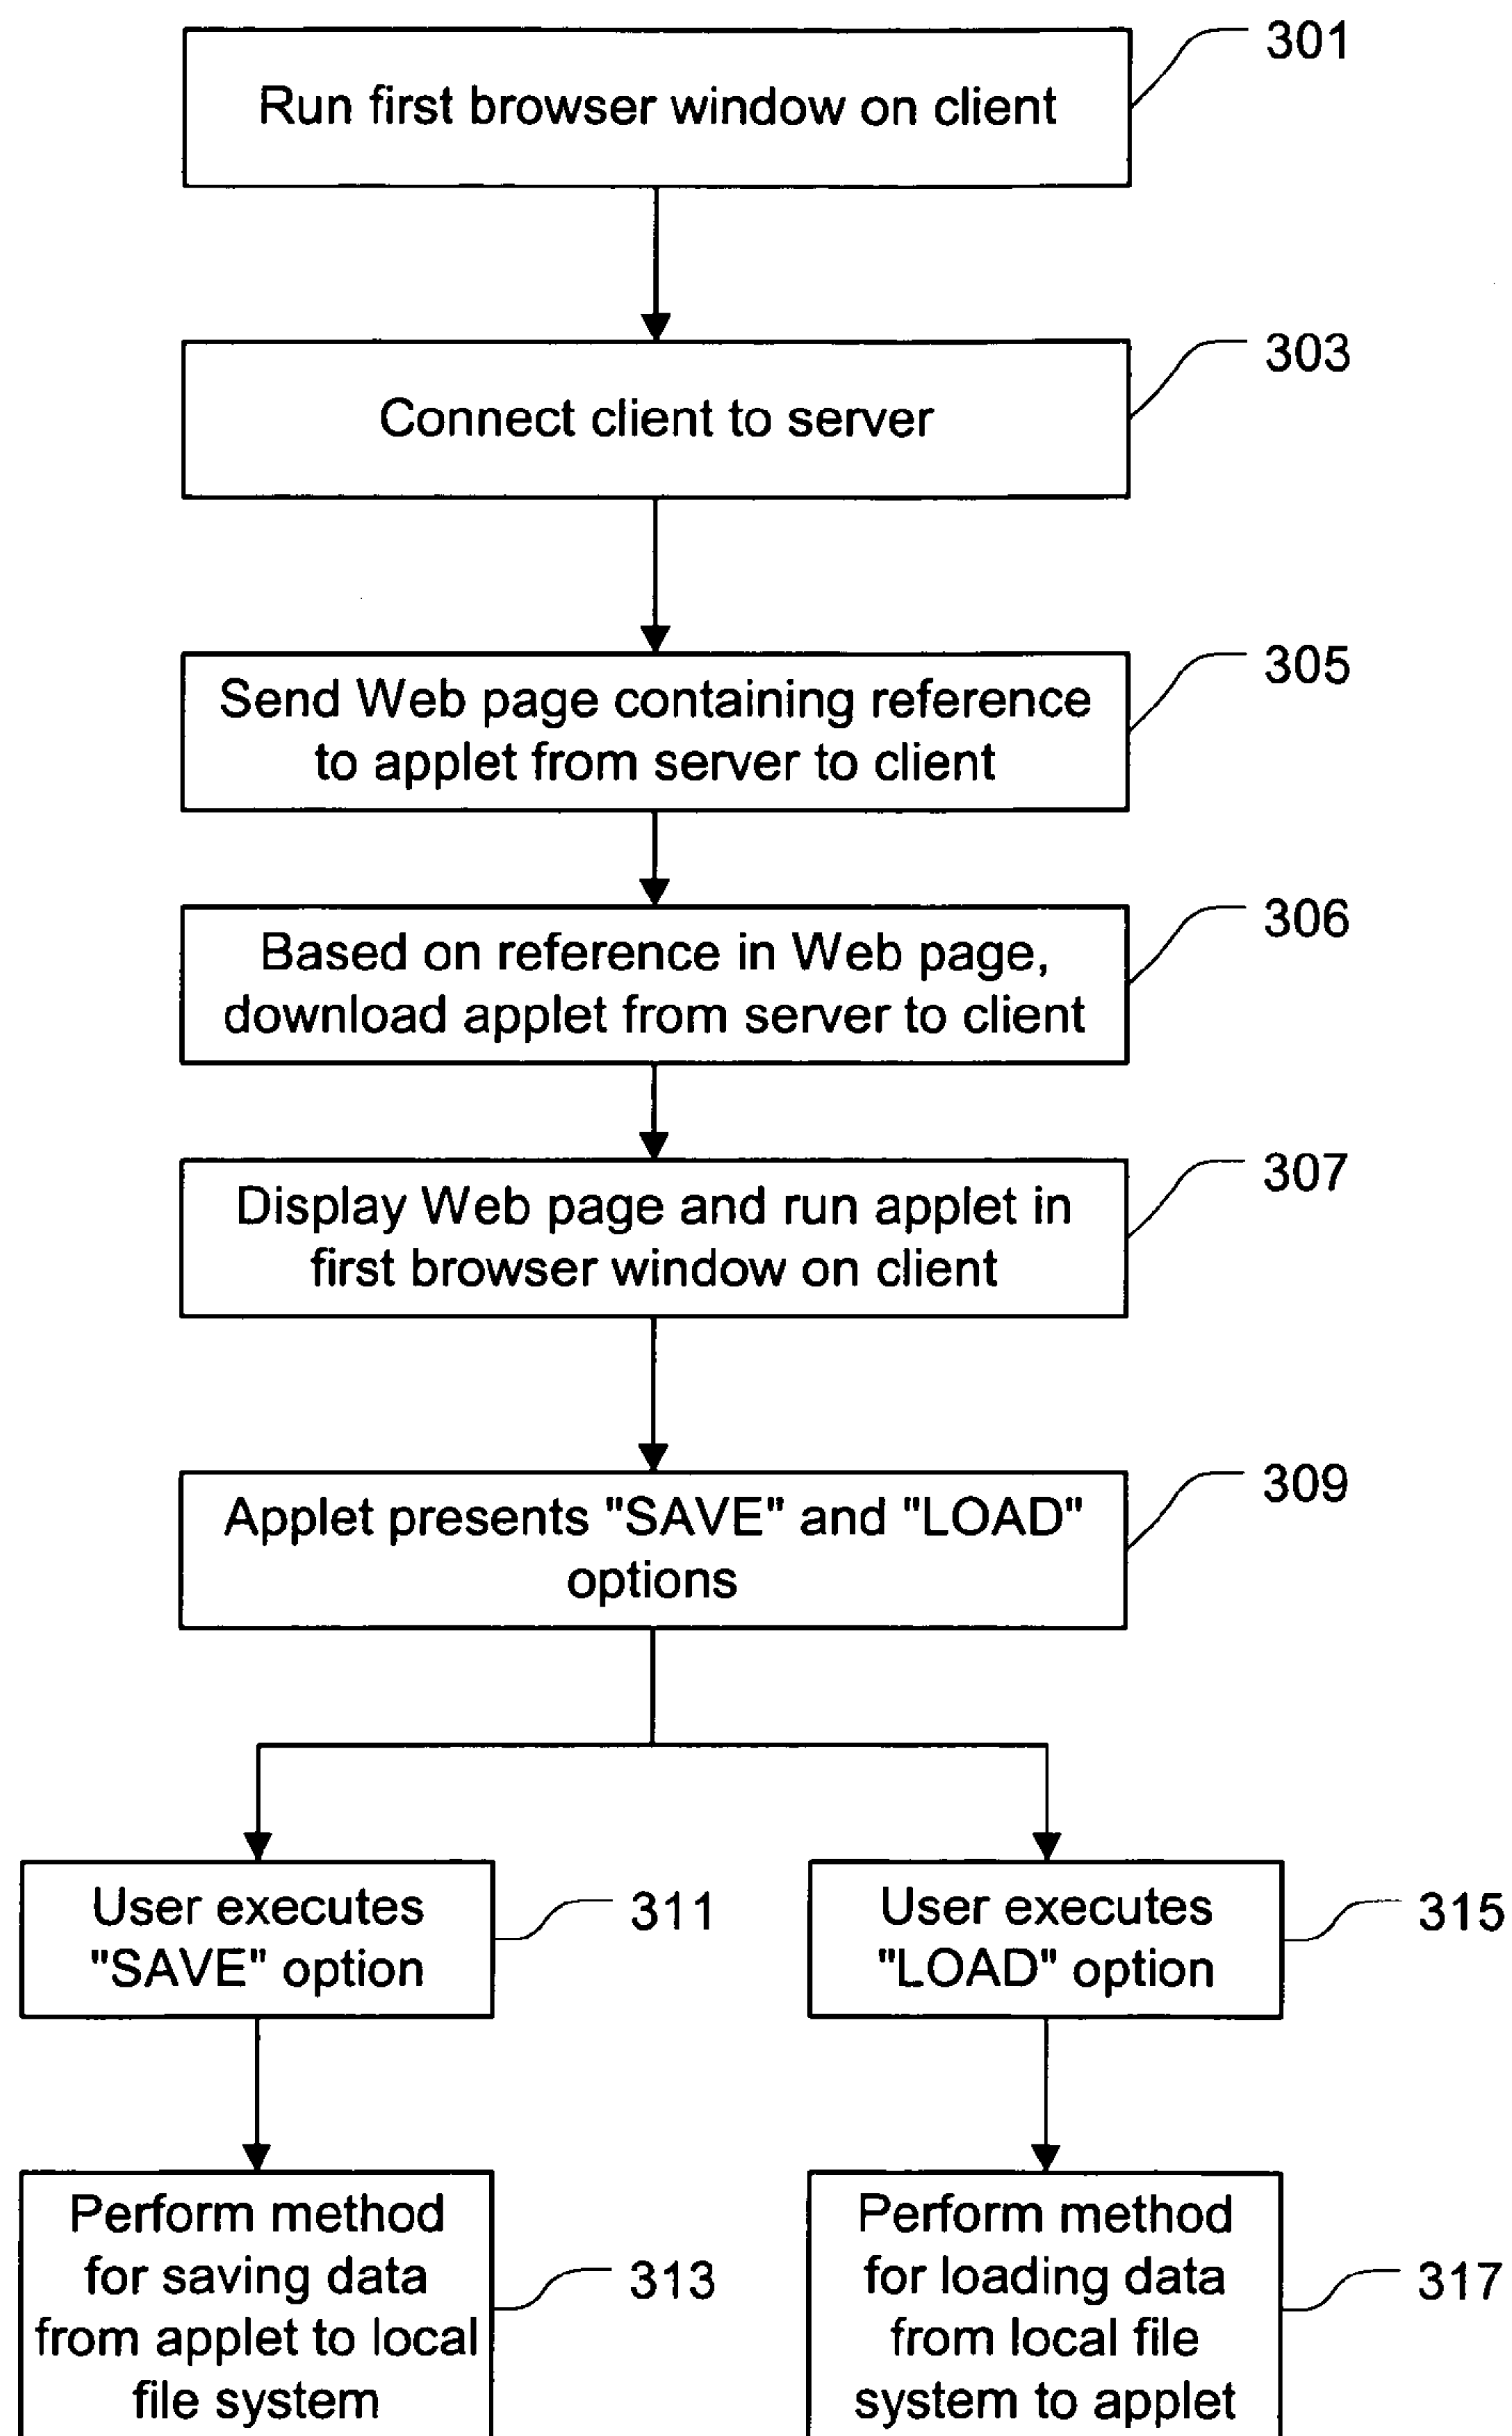 301
Run first browser window on client
303
Connect client to server
305
Send Web page containing reference
to applet from server to client
306
Based on reference in Web page,
download applet from server to client
307
Display Web page and run applet in
first browser window on client
309
Applet presents "SAVE" and "LOAD"
options
User executes
"SAVE" option
311
User executes
"LOAD" option
315
Perform method
for saving data
from applet to local
file system
313
Perform method
for loading data
from local file
system to applet
317